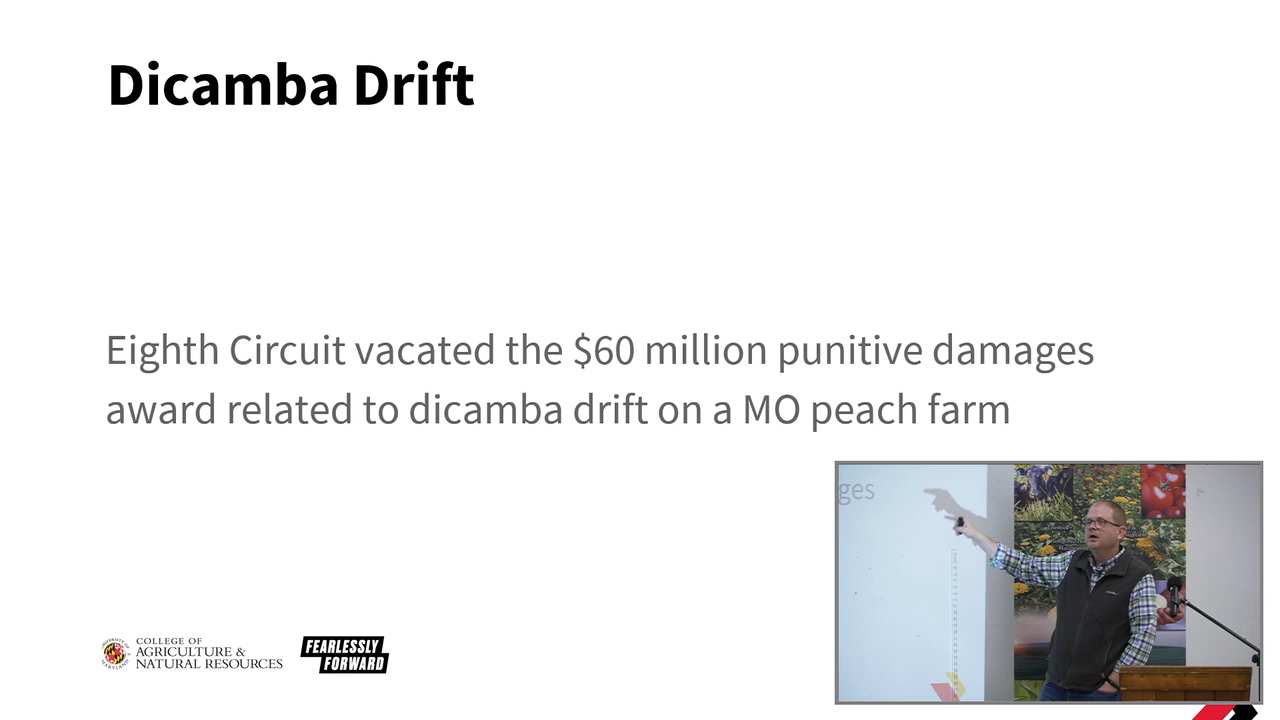 Dicamba Drift
Eighth Circuit vacated the $60 million punitive damages
award related to dicamba drift on a MO peach farm
ges
COLLEGE OF
AGRICULTURE &
NATURAL RESOURCES
FEARLESSLY
FORWARD